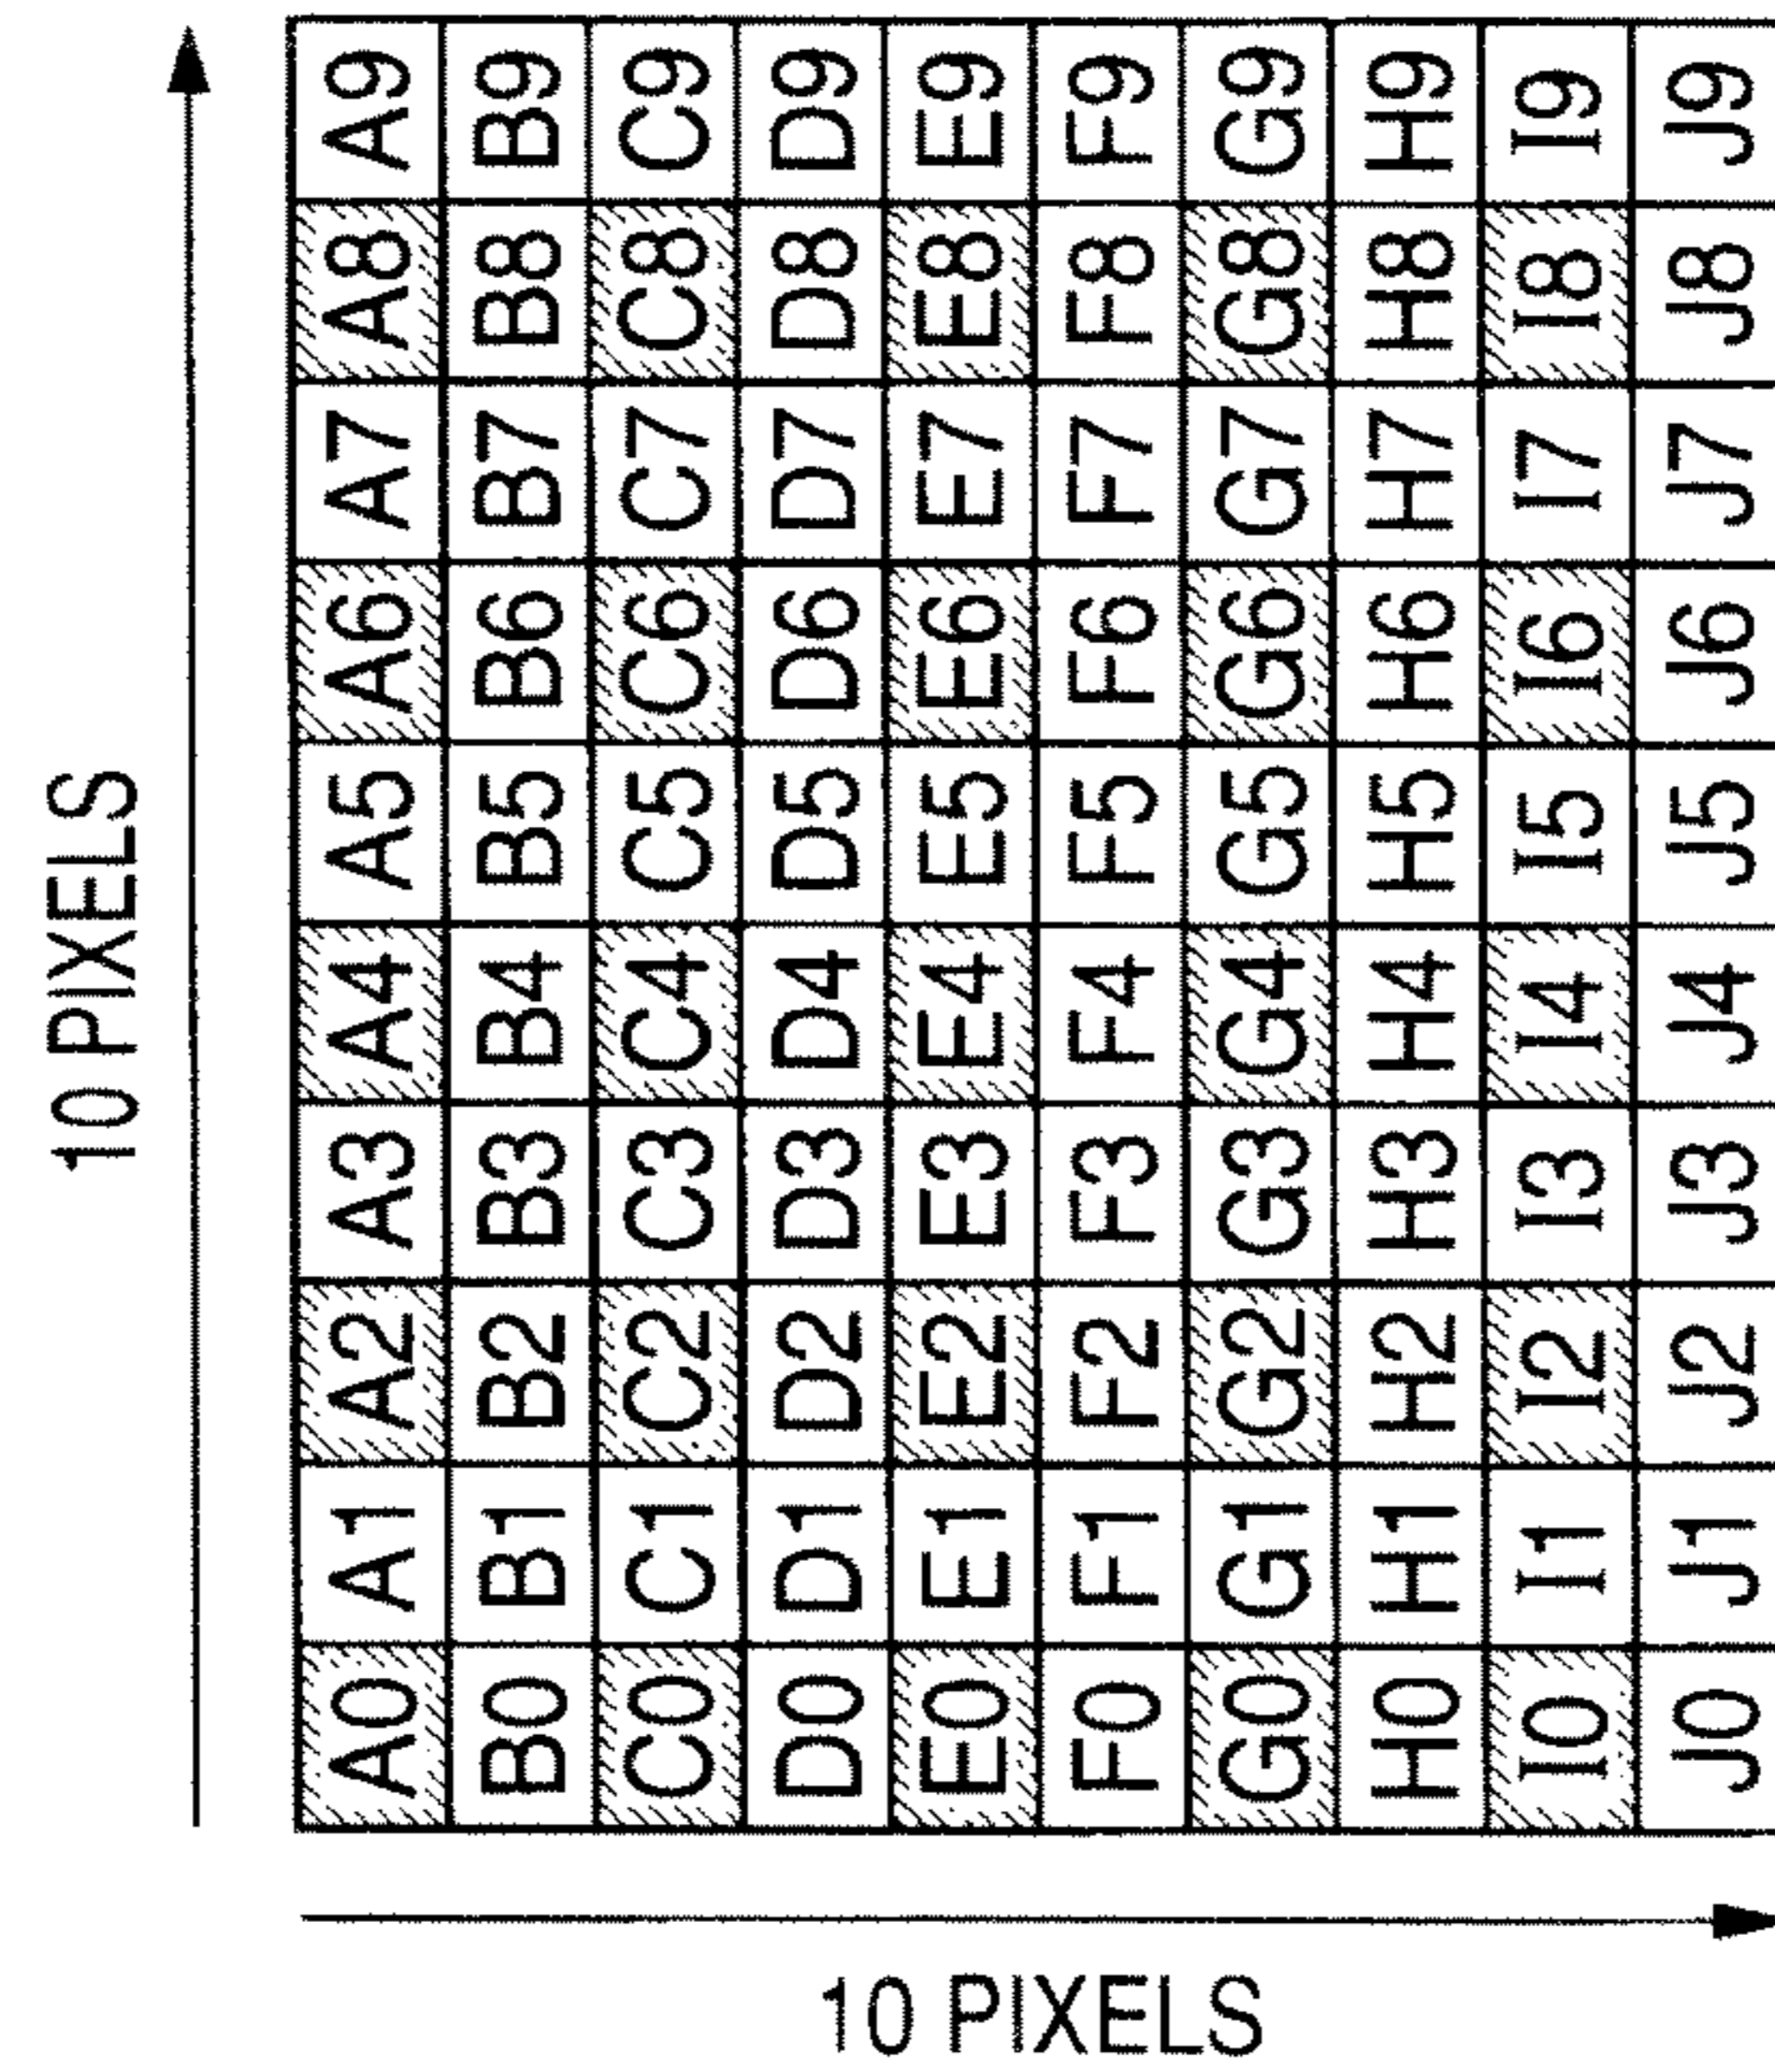 10 PIXELS
A0 A1 A2 A3 A4 A5 A6 A7 A8 A9
B0 B1 B2 B3 B4 B5 B6 B7 B8 B9
C0 C1 C2 C3 C4 C5 C6 C7 C8 C9
D0 D1 D2 D3 D4 D5 D6 D7 D8 D9
E0 E1 E2 E3 E4 E5 E6 E7 E8 E9
F0 F1 F2 F3 F4 F5 F6 F7 F8 F9
G0 G1 G2 G3 G4 G5 G6 G7 G8 G9
H0 H1 H2 H3 H4 H5 H6 H7 H8 H9
I0 I1 I2 I3 I4 I5 I6 I7 I8 I9
J0 J1 J2 J3 J4 J5 J6 J7 J8 J9
10 PIXELS